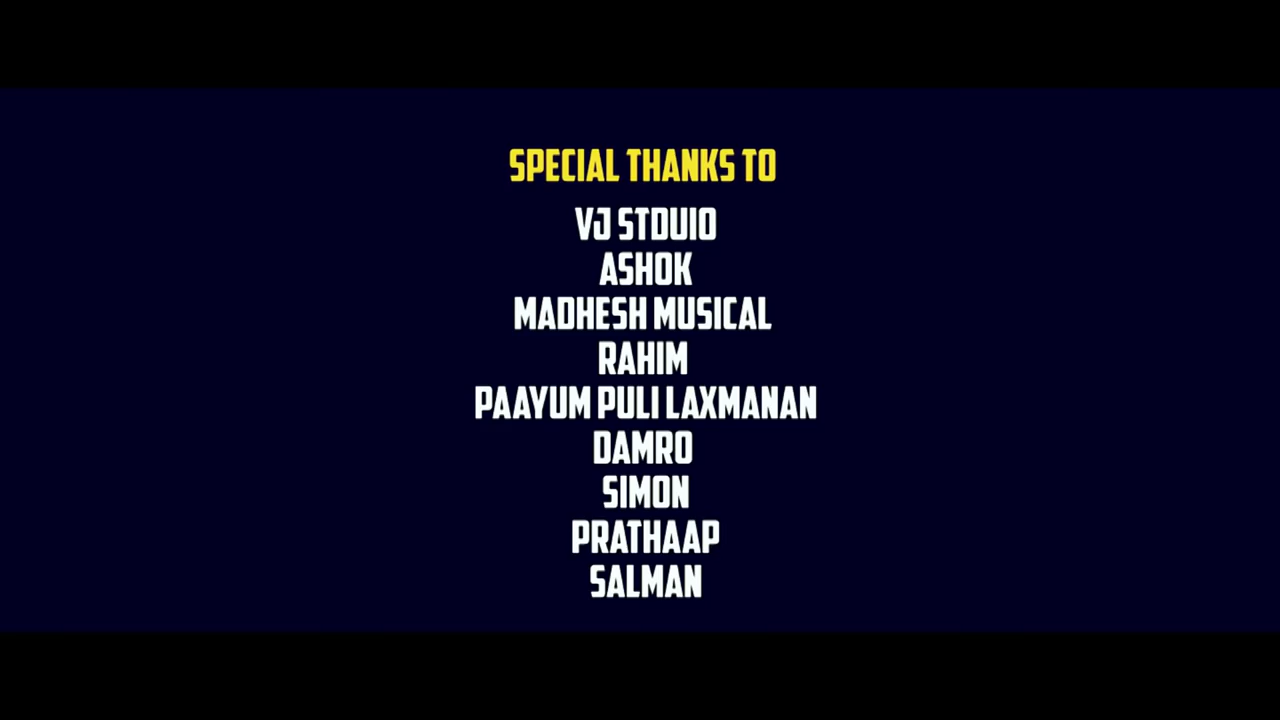 SPECIAL THANKS TO
VJ STDUIO
ASHOK
MADHESH MUSICAL
RAHIM
PAAYUM PULI LAXMANAN
DAMRO
SIMON
PRATHAAP
SALMAN